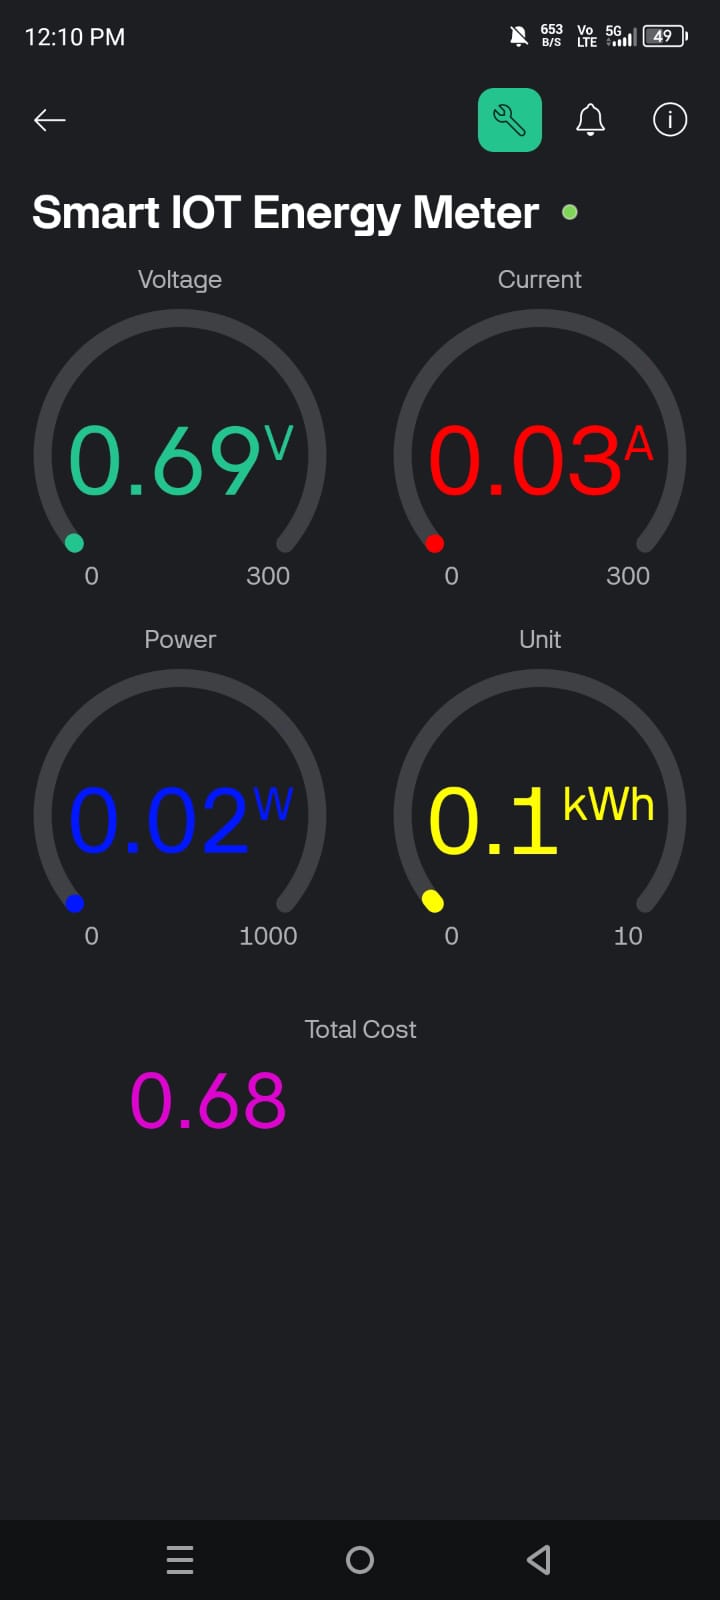 12:10 PM 653 B/S Vo LTE 5G 49
Smart IOT Energy Meter
Voltage Current
0.69V 0.03A
0 300 0 300
Power Unit
0.02W 0.1kWh
0 1000 0 10
Total Cost
0.68